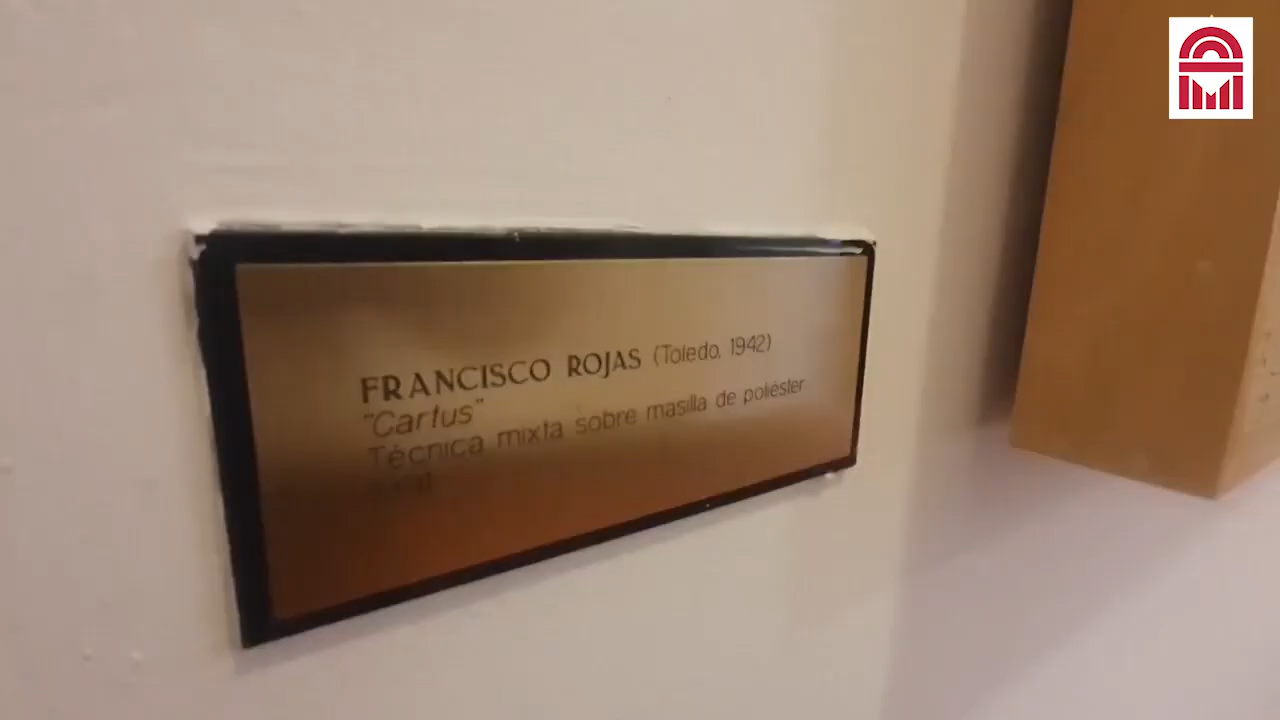 FRANCISCO ROJAS (Toledo, 1942)
"Cartus"
Técnica mixta sobre masilla de poliéster